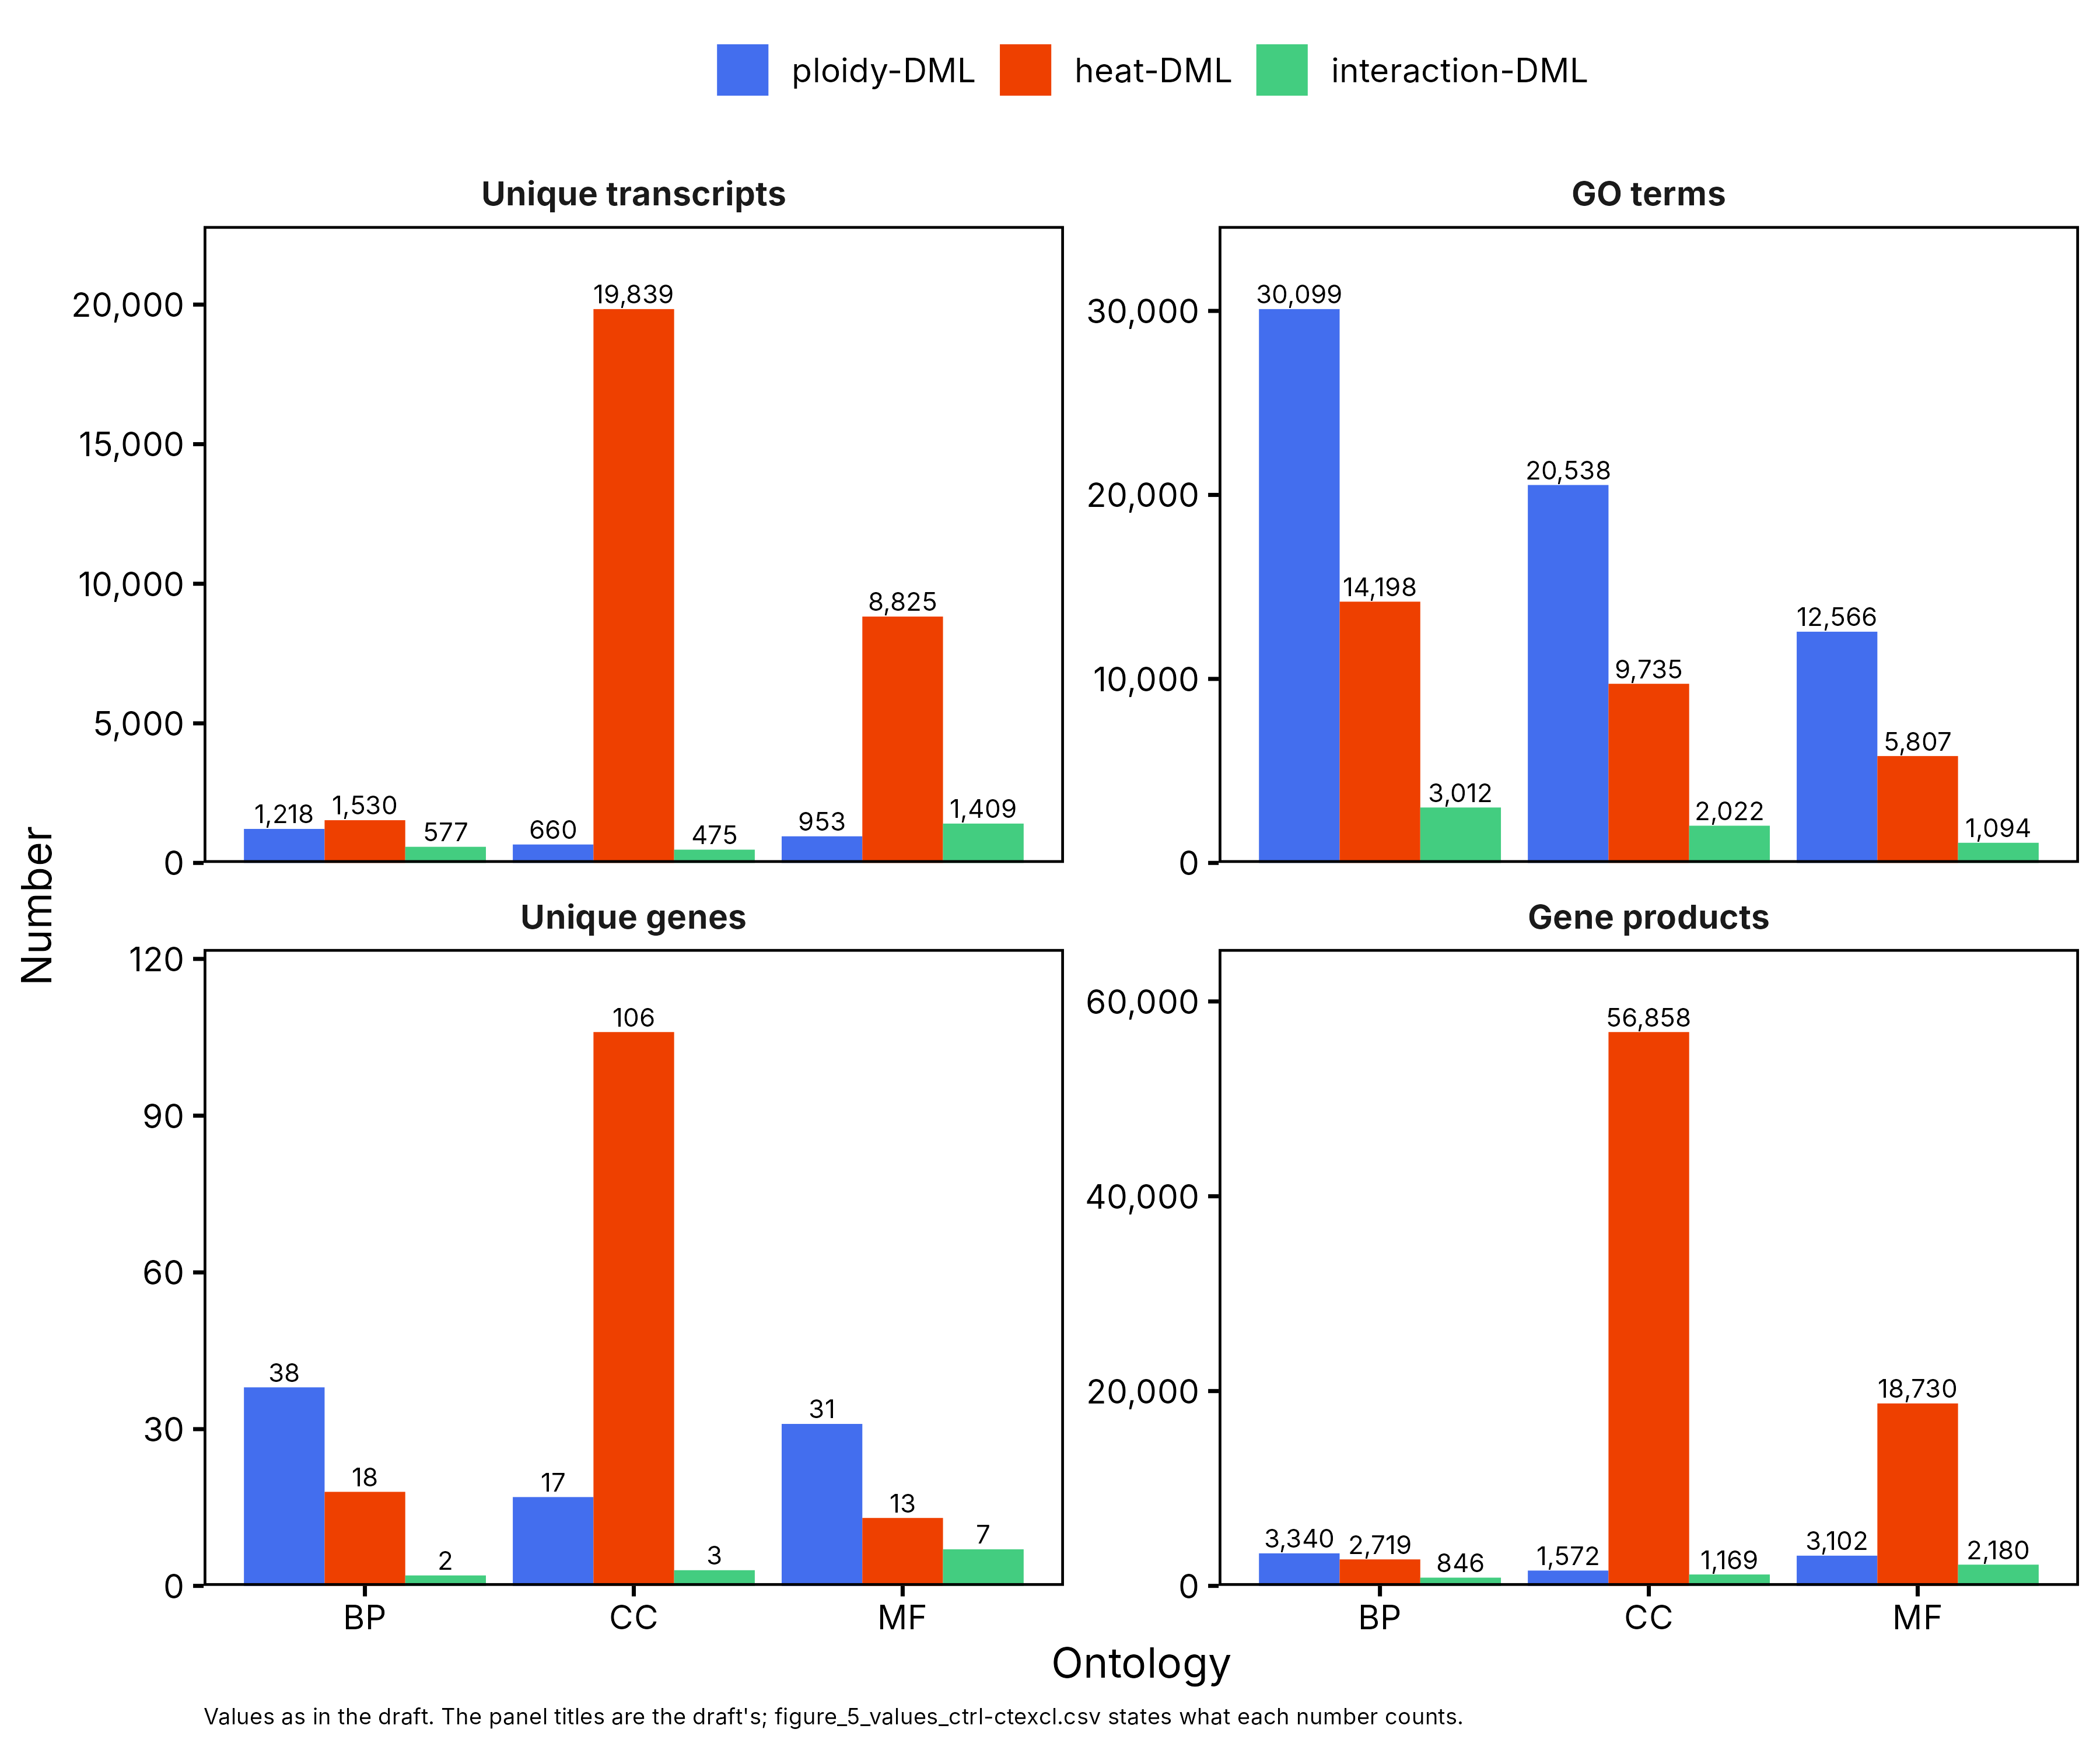 ploidy-DML heat-DML interaction-DML
Unique transcripts
20,000
15,000
10,000
5,000
0
1,218 1,530 577 660 19,839 475 953 8,825 1,409
GO terms
30,000
20,000
10,000
0
30,099 14,198 3,012 20,538 9,735 2,022 12,566 5,807 1,094
Number
Unique genes
120
90
60
30
0
38 18 2 17 106 3 31 13 7
BP CC MF
Gene products
60,000
40,000
20,000
0
3,340 2,719 846 1,572 56,858 1,169 3,102 18,730 2,180
BP CC MF
Ontology
Values as in the draft. The panel titles are the draft's; figure_5_values_ctrl-ctexcl.csv states what each number counts.